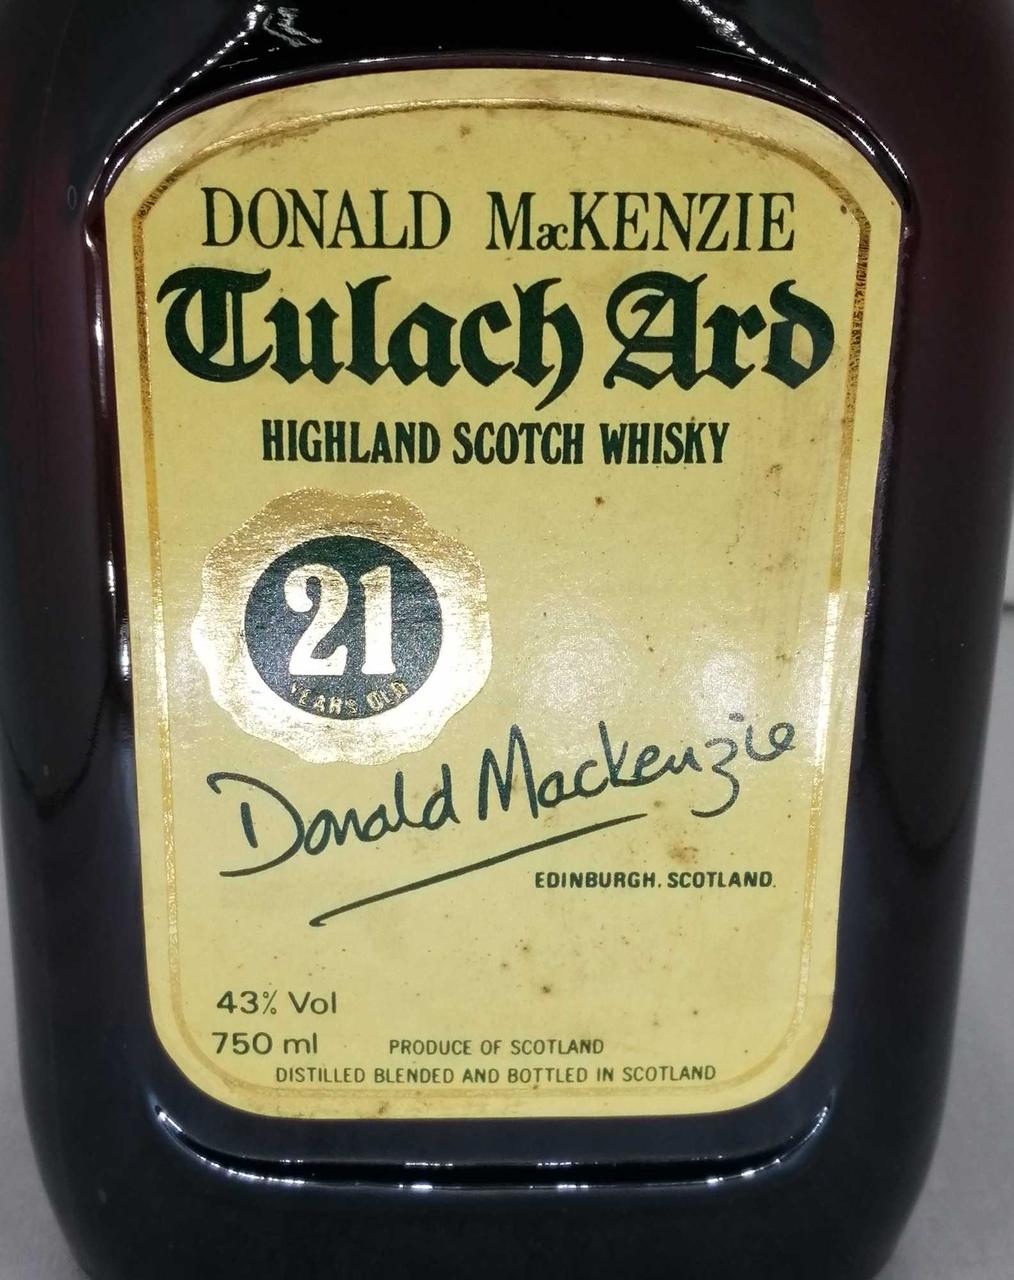 DONALD MacKENZIE
Tulach Ard
HIGHLAND SCOTCH WHISKY
21
YEARS OLD
Donald Mackenzie
EDINBURGH. SCOTLAND.
43% Vol
750 ml
PRODUCE OF SCOTLAND
DISTILLED BLENDED AND BOTTLED IN SCOTLAND